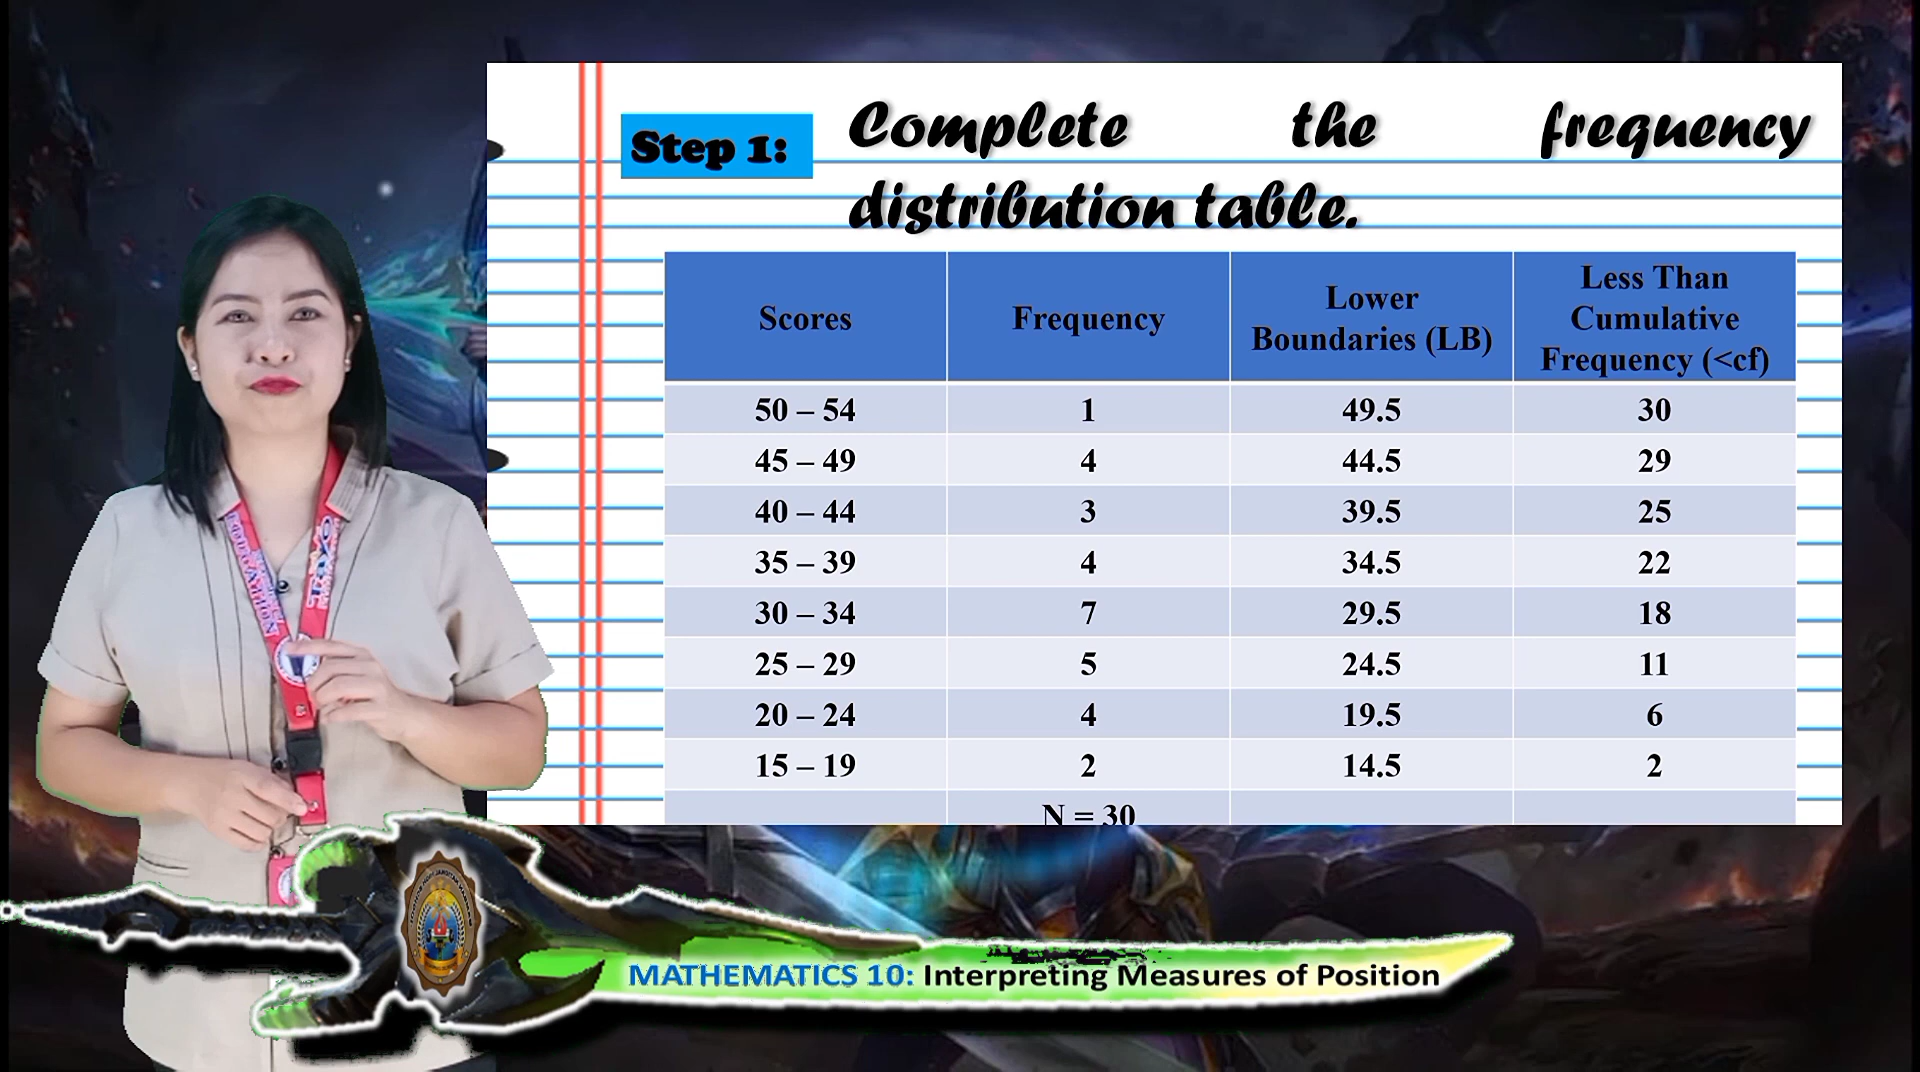 Step 1:
Complete the frequency
distribution table.
Scores Frequency Lower Boundaries (LB) Less Than Cumulative Frequency (<cf)
50 – 54 1 49.5 30
45 – 49 4 44.5 29
40 – 44 3 39.5 25
35 – 39 4 34.5 22
30 – 34 7 29.5 18
25 – 29 5 24.5 11
20 – 24 4 19.5 6
15 – 19 2 14.5 2
N = 30
MATHEMATICS 10: Interpreting Measures of Position